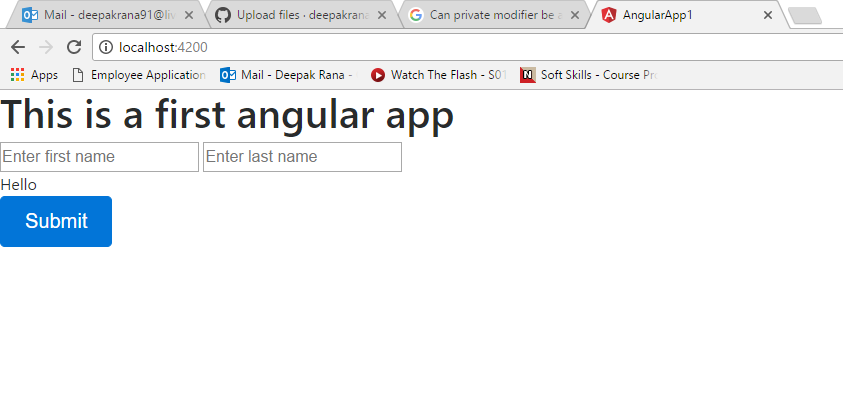 Mail - deepakrana91@liv
Upload files · deepakrana
Can private modifier be a
AngularApp1
localhost:4200
Apps
Employee Application
Mail - Deepak Rana -
Watch The Flash - S01
Soft Skills - Course Pre
This is a first angular app
Enter first name Enter last name
Hello
Submit